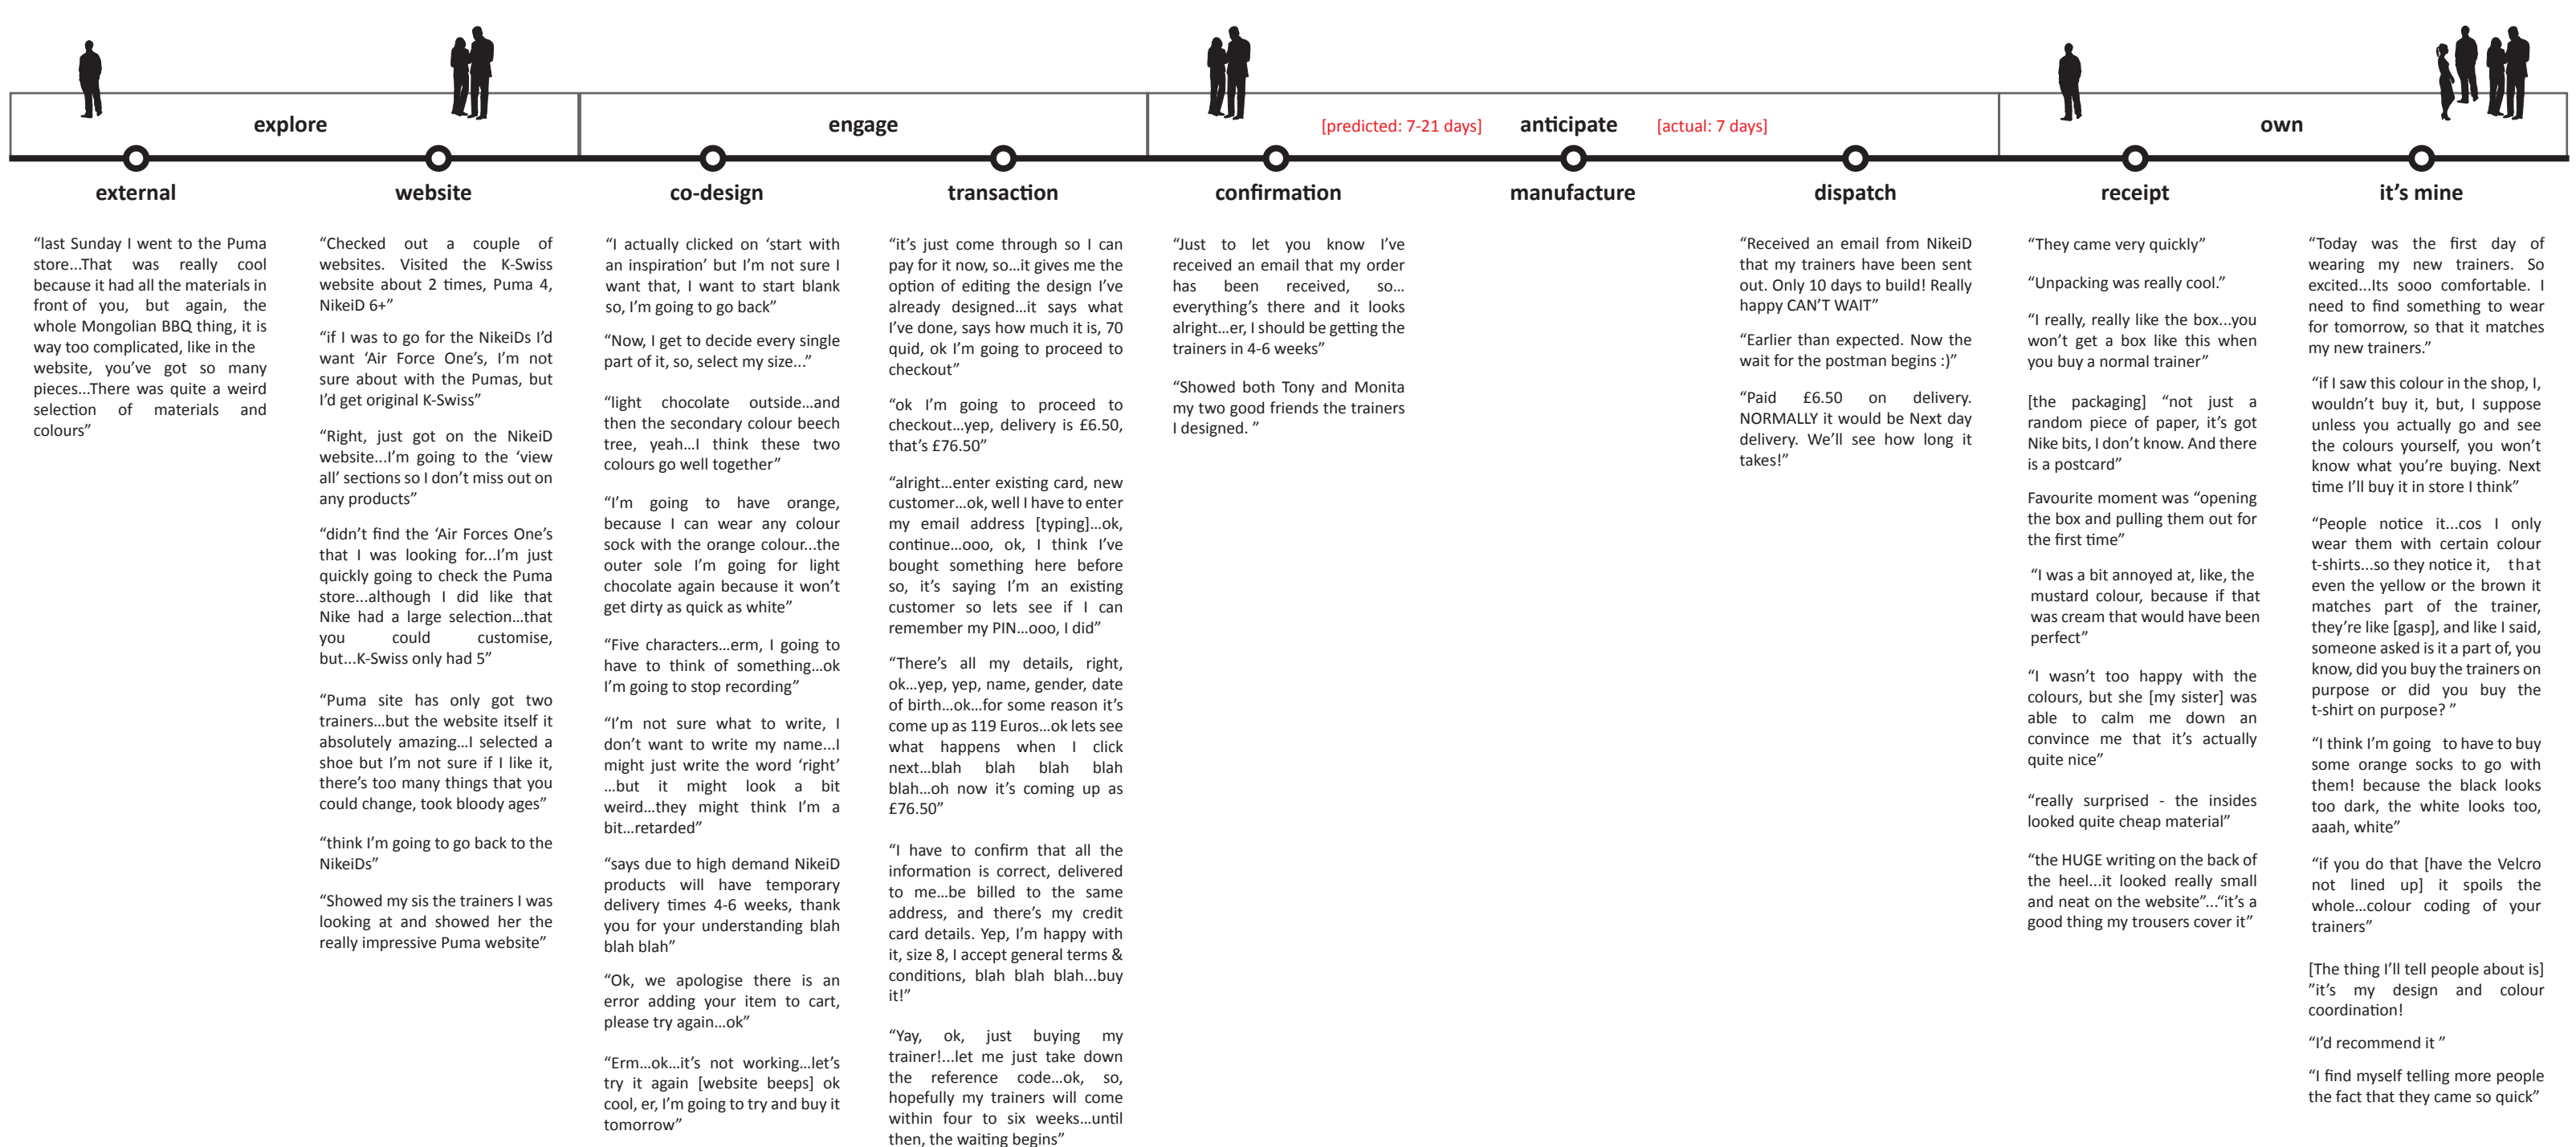 explore
engage
[predicted: 7-21 days]
anticipate
[actual: 7 days]
own
external
website
co-design
transaction
confirmation
manufacture
dispatch
receipt
it's mine
“last Sunday I went to the Puma
store...That was really cool
because it had all the materials in
front of you, but again, the
whole Mongolian BBQ thing, it is
way too complicated, like in the
website, you've got so many
pieces...There was quite a weird
selection of materials and
colours”
“Checked out a couple of
websites. Visited the K-Swiss
website about 2 times, Puma 4,
NikeiD 6+”
“if I was to go for the NikeiDs I'd
want ‘Air Force One's, I'm not
sure about with the Pumas, but
I'd get original K-Swiss”
“Right, just got on the NikeiD
website...I'm going to the ‘view
all’ sections so I don't miss out on
any products”
“didn't find the ‘Air Forces One's
that I was looking for...I'm just
quickly going to check the Puma
store...although I did like that
Nike had a large selection...that
you could customise,
but...K-Swiss only had 5”
“Puma site has only got two
trainers...but the website itself it
absolutely amazing...I selected a
shoe but I'm not sure if I like it,
there's too many things that you
could change, took bloody ages”
“think I'm going to go back to the
NikeiDs”
“Showed my sis the trainers I was
looking at and showed her the
really impressive Puma website”
“I actually clicked on ‘start with
an inspiration’ but I'm not sure I
want that, I want to start blank
so, I'm going to go back”
“Now, I get to decide every single
part of it, so, select my size...”
“light chocolate outside...and
then the secondary colour beech
tree, yeah...I think these two
colours go well together”
“I'm going to have orange,
because I can wear any colour
sock with the orange colour...the
outer sole I'm going for light
chocolate again because it won't
get dirty as quick as white”
“Five characters...erm, I going to
have to think of something...ok
I'm going to stop recording”
“I'm not sure what to write, I
don't want to write my name...I
might just write the word ‘right’
...but it might look a bit
weird...they might think I'm a
bit...retarded”
“says due to high demand NikeiD
products will have temporary
delivery times 4-6 weeks, thank
you for your understanding blah
blah blah”
“Ok, we apologise there is an
error adding your item to cart,
please try again...ok”
“Erm...ok...it's not working...let's
try it again [website beeps] ok
cool, er, I'm going to try and buy it
tomorrow”
“it's just come through so I can
pay for it now, so...it gives me the
option of editing the design I've
already designed...it says what
I've done, says how much it is, 70
quid, ok I'm going to proceed to
checkout”
“ok I'm going to proceed to
checkout...yep, delivery is £6.50,
that's £76.50”
“alright...enter existing card, new
customer...ok, well I have to enter
my email address [typing]...ok,
continue...ooo, ok, I think I've
bought something here before
so, it's saying I'm an existing
customer so lets see if I can
remember my PIN...ooo, I did”
“There's all my details, right,
ok...yep, yep, name, gender, date
of birth...ok...for some reason it's
come up as 119 Euros...ok lets see
what happens when I click
next...blah blah blah blah
blah...oh now it's coming up as
£76.50”
“I have to confirm that all the
information is correct, delivered
to me...be billed to the same
address, and there's my credit
card details. Yep, I'm happy with
it, size 8, I accept general terms &
conditions, blah blah blah...buy
it!”
“Yay, ok, just buying my
trainer!...let me just take down
the reference code...ok, so,
hopefully my trainers will come
within four to six weeks...until
then, the waiting begins”
“Just to let you know I've
received an email that my order
has been received, so...
everything's there and it looks
alright...er, I should be getting the
trainers in 4-6 weeks”
“Showed both Tony and Monita
my two good friends the trainers
I designed. ”
“Received an email from NikeiD
that my trainers have been sent
out. Only 10 days to build! Really
happy CAN'T WAIT”
“Earlier than expected. Now the
wait for the postman begins :)”
“Paid £6.50 on delivery.
NORMALLY it would be Next day
delivery. We'll see how long it
takes!”
“They came very quickly”
“Unpacking was really cool.”
“I really, really like the box...you
won't get a box like this when
you buy a normal trainer”
[the packaging] “not just a
random piece of paper, it's got
Nike bits, I don't know. And there
is a postcard”
Favourite moment was “opening
the box and pulling them out for
the first time”
“I was a bit annoyed at, like, the
mustard colour, because if that
was cream that would have been
perfect”
“I wasn't too happy with the
colours, but she [my sister] was
able to calm me down an
convince me that it's actually
quite nice”
“really surprised - the insides
looked quite cheap material”
“the HUGE writing on the back of
the heel...it looked really small
and neat on the website”...“it's a
good thing my trousers cover it”
“Today was the first day of
wearing my new trainers. So
excited...Its sooo comfortable. I
need to find something to wear
for tomorrow, so that it matches
my new trainers.”
“if I saw this colour in the shop, I,
wouldn't buy it, but, I suppose
unless you actually go and see
the colours yourself, you won't
know what you're buying. Next
time I'll buy it in store I think”
“People notice it...cos I only
wear them with certain colour
t-shirts...so they notice it, that
even the yellow or the brown it
matches part of the trainer,
they're like [gasp], and like I said,
someone asked is it a part of, you
know, did you buy the trainers on
purpose or did you buy the
t-shirt on purpose? ”
“I think I'm going to have to buy
some orange socks to go with
them! because the black looks
too dark, the white looks too,
aaah, white”
“if you do that [have the Velcro
not lined up] it spoils the
whole...colour coding of your
trainers”
[The thing I'll tell people about is]
”it's my design and colour
coordination!
“I'd recommend it ”
“I find myself telling more people
the fact that they came so quick”